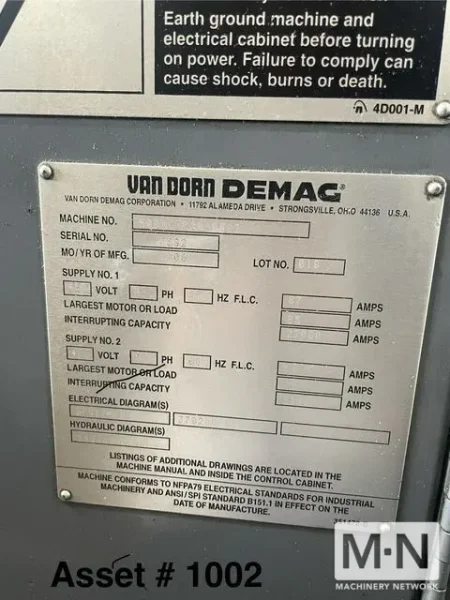 Earth ground machine and
electrical cabinet before turning
on power. Failure to comply can
cause shock, burns or death.
4D001-M
VAN DORN DEMAG®
VAN DORN DEMAG CORPORATION • 11792 ALAMEDA DRIVE • STRONGSVILLE, OHIO 44136 U.S.A.
MACHINE NO.
SERIAL NO.
MO/YR OF MFG. LOT NO.
SUPPLY NO. 1
VOLT PH HZ F.L.C. AMPS
LARGEST MOTOR OR LOAD AMPS
INTERRUPTING CAPACITY AMPS
SUPPLY NO. 2
VOLT PH HZ F.L.C. AMPS
LARGEST MOTOR OR LOAD AMPS
INTERRUPTING CAPACITY AMPS
ELECTRICAL DIAGRAM(S)
HYDRAULIC DIAGRAM(S)
LISTINGS OF ADDITIONAL DRAWINGS ARE LOCATED IN THE
MACHINE MANUAL AND INSIDE THE CONTROL CABINET.
MACHINE CONFORMS TO NFPA79 ELECTRICAL STANDARDS FOR INDUSTRIAL
MACHINERY AND ANSI/SPI STANDARD B151.1 IN EFFECT ON THE
DATE OF MANUFACTURE.
Asset # 1002
M·N
MACHINERY NETWORK